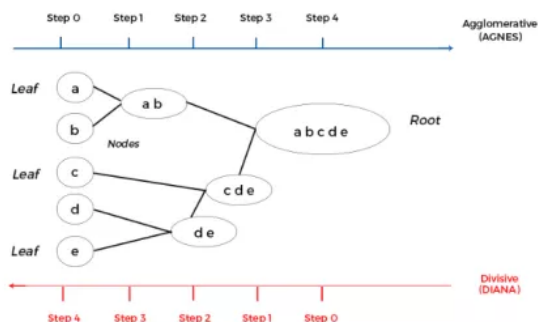 Step 0 Step 1 Step 2 Step 3 Step 4
Agglomerative
(AGNES)
Leaf a
a b
b
Nodes
a b c d e
Root
Leaf c
c d e
d
d e
Leaf e
Divisive
(DIANA)
Step 4 Step 3 Step 2 Step 1 Step 0